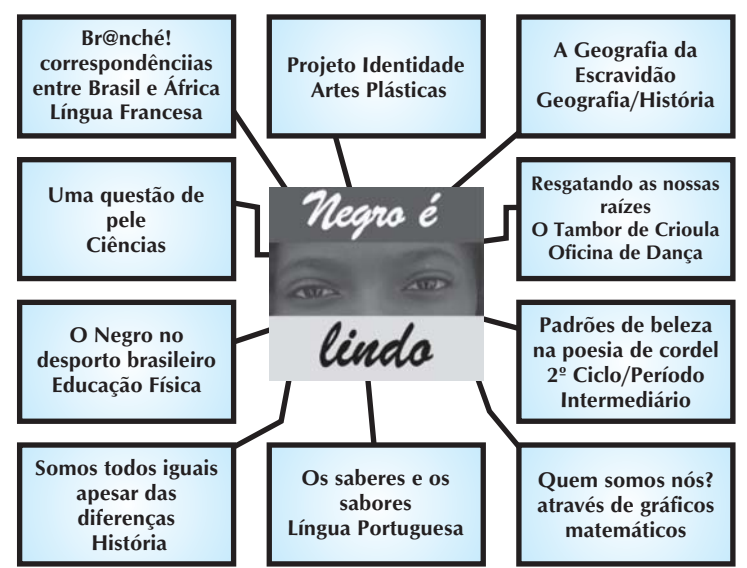 Br@nché!
correspondênciias
entre Brasil e África
Língua Francesa
Projeto Identidade
Artes Plásticas
A Geografia da
Escravidão
Geografia/História
Uma questão de
pele
Ciências
Negro é
lindo
Resgatando as nossas
raízes
O Tambor de Crioula
Oficina de Dança
O Negro no
desporto brasileiro
Educação Física
Padrões de beleza
na poesia de cordel
2º Ciclo/Período
Intermediário
Somos todos iguais
apesar das
diferenças
História
Os saberes e os
sabores
Língua Portuguesa
Quem somos nós?
através de gráficos
matemáticos